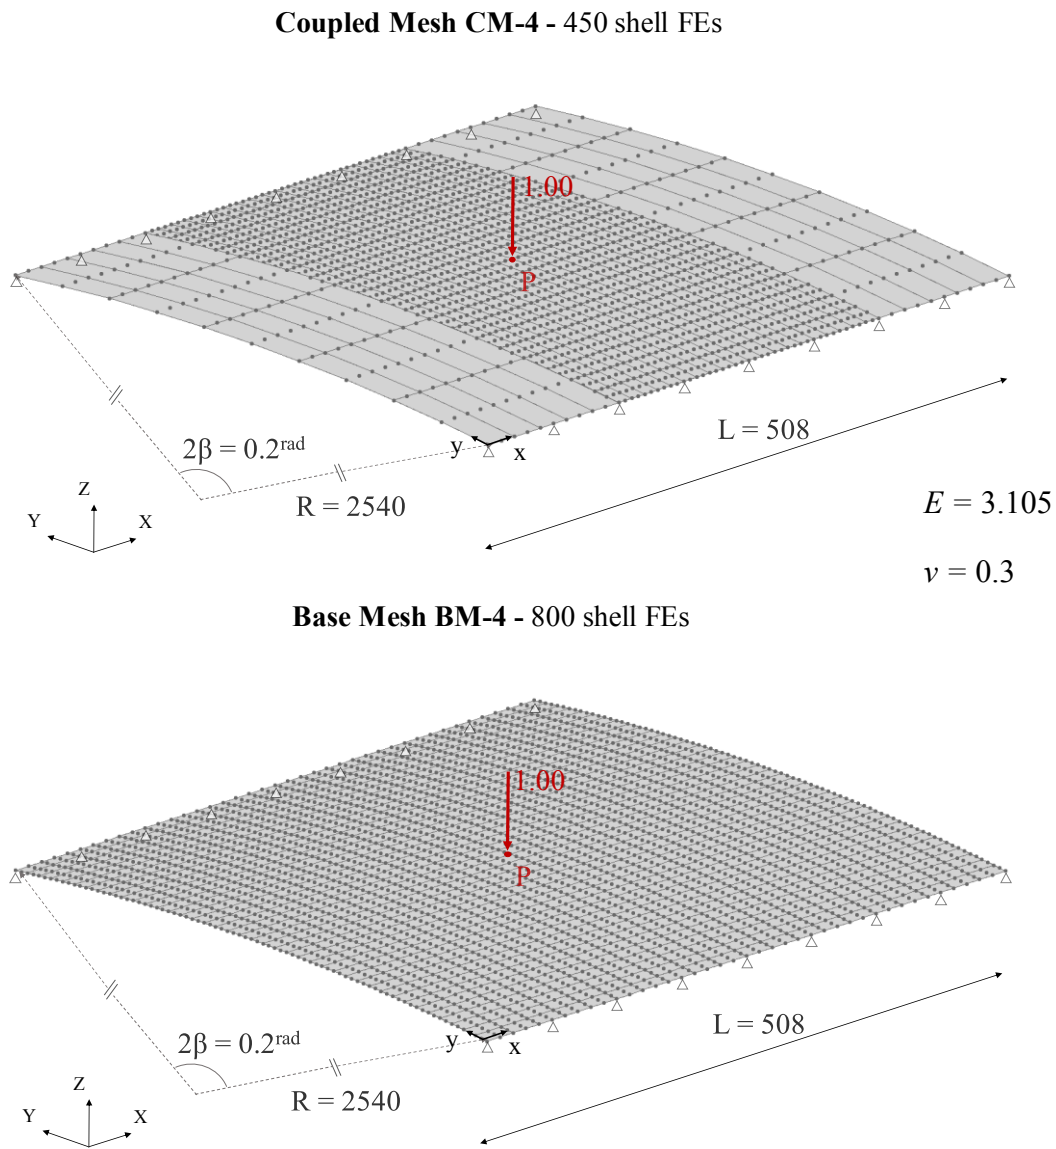 Coupled Mesh CM-4 - 450 shell FEs
1.00
P
y
x
L = 508
2β = 0.2rad
R = 2540
Z
Y
X
E = 3.105
ν = 0.3
Base Mesh BM-4 - 800 shell FEs
1.00
P
y
x
L = 508
2β = 0.2rad
R = 2540
Z
Y
X